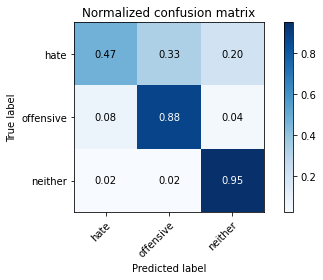 Normalized confusion matrix
True label
hate
offensive
neither
0.47 0.33 0.20
0.08 0.88 0.04
0.02 0.02 0.95
hate
offensive
neither
Predicted label
0.8
0.6
0.4
0.2